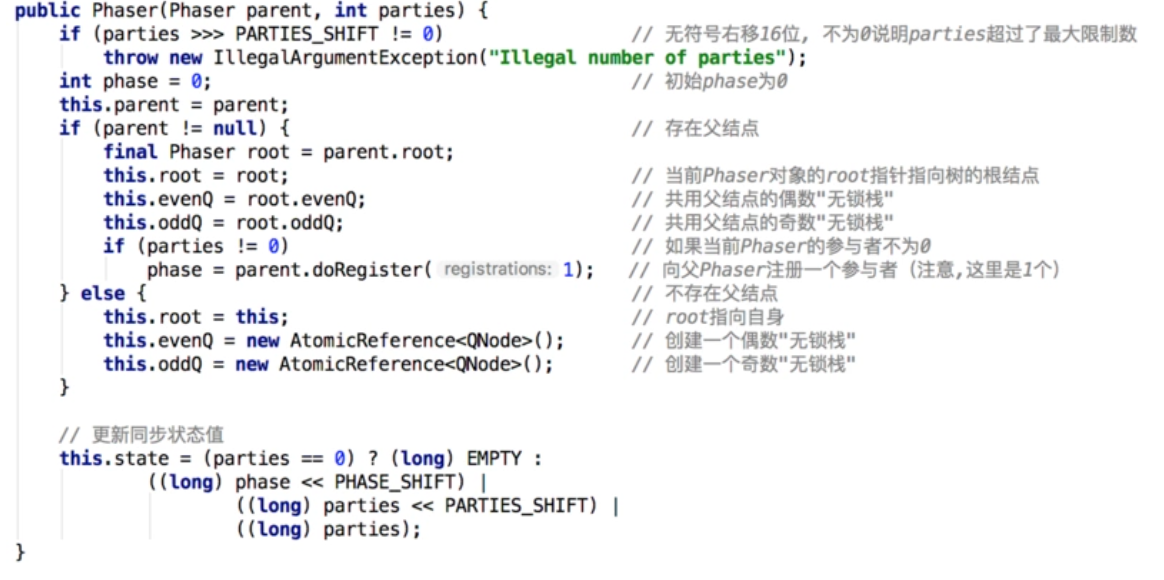 public Phaser(Phaser parent, int parties) {
    if (parties >>> PARTIES_SHIFT != 0)                 // 无符号右移16位, 不为0说明parties超过了最大限制数
        throw new IllegalArgumentException("Illegal number of parties");
    int phase = 0;                                      // 初始phase为0
    this.parent = parent;
    if (parent != null) {                               // 存在父结点
        final Phaser root = parent.root;
        this.root = root;                               // 当前Phaser对象的root指针指向树的根结点
        this.evenQ = root.evenQ;                        // 共用父结点的偶数"无锁栈"
        this.oddQ = root.oddQ;                          // 共用父结点的奇数"无锁栈"
        if (parties != 0)                               // 如果当前Phaser的参与者不为0
            phase = parent.doRegister( registrations: 1);   // 向父Phaser注册一个参与者（注意,这里是1个）
    } else {                                            // 不存在父结点
        this.root = this;                               // root指向自身
        this.evenQ = new AtomicReference<QNode>();      // 创建一个偶数"无锁栈"
        this.oddQ = new AtomicReference<QNode>();       // 创建一个奇数"无锁栈"
    }
    // 更新同步状态值
    this.state = (parties == 0) ? (long) EMPTY :
            ((long) phase << PHASE_SHIFT) |
                    ((long) parties << PARTIES_SHIFT) |
                    ((long) parties);
}